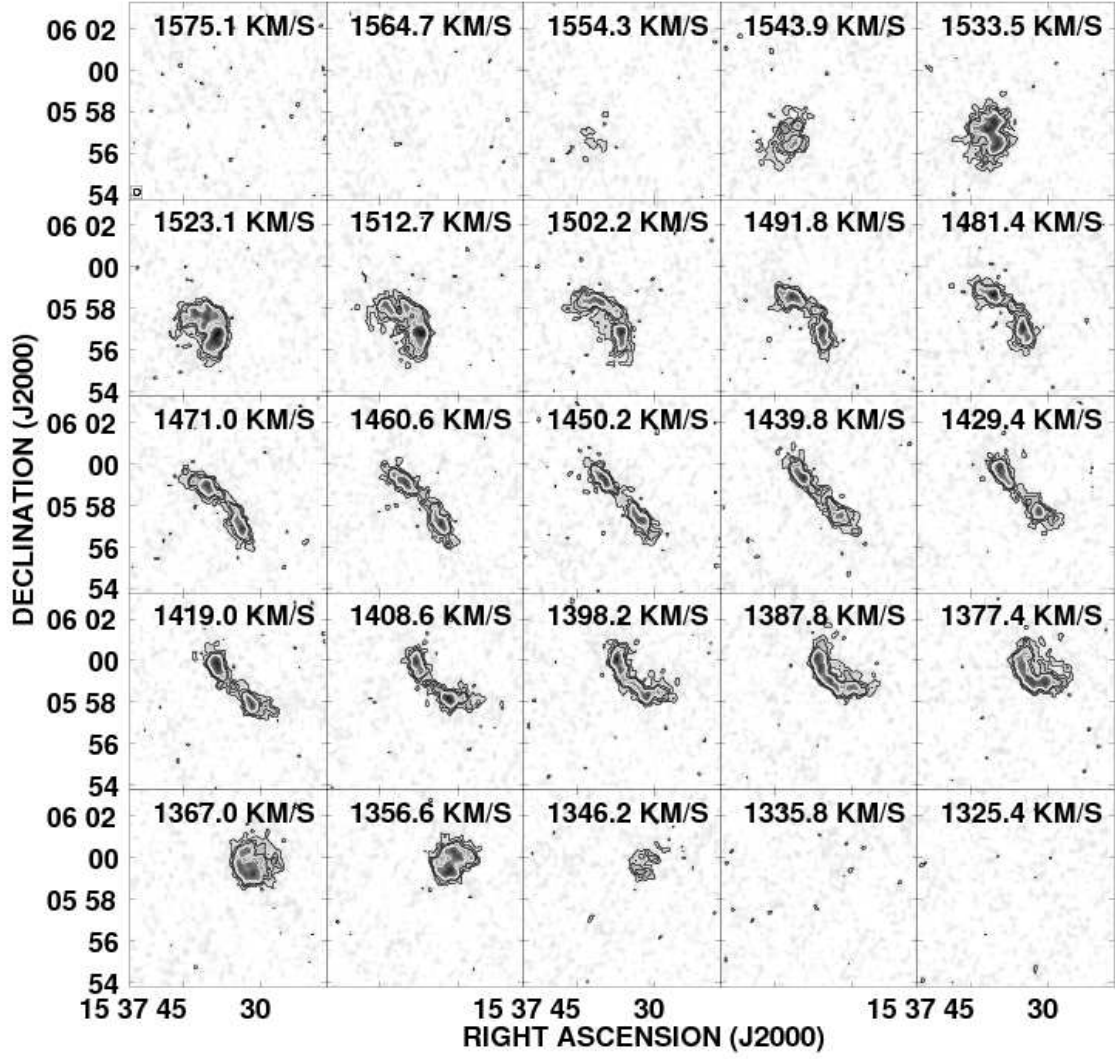 06 02 1575.1 KM/S 1564.7 KM/S 1554.3 KM/S 1543.9 KM/S 1533.5 KM/S
00
05 58
56
54
06 02 1523.1 KM/S 1512.7 KM/S 1502.2 KM/S 1491.8 KM/S 1481.4 KM/S
00
05 58
56
54
DECLINATION (J2000)
06 02 1471.0 KM/S 1460.6 KM/S 1450.2 KM/S 1439.8 KM/S 1429.4 KM/S
00
05 58
56
54
06 02 1419.0 KM/S 1408.6 KM/S 1398.2 KM/S 1387.8 KM/S 1377.4 KM/S
00
05 58
56
54
06 02 1367.0 KM/S 1356.6 KM/S 1346.2 KM/S 1335.8 KM/S 1325.4 KM/S
00
05 58
56
54
15 37 45 30 15 37 45 30 15 37 45 30
RIGHT ASCENSION (J2000)